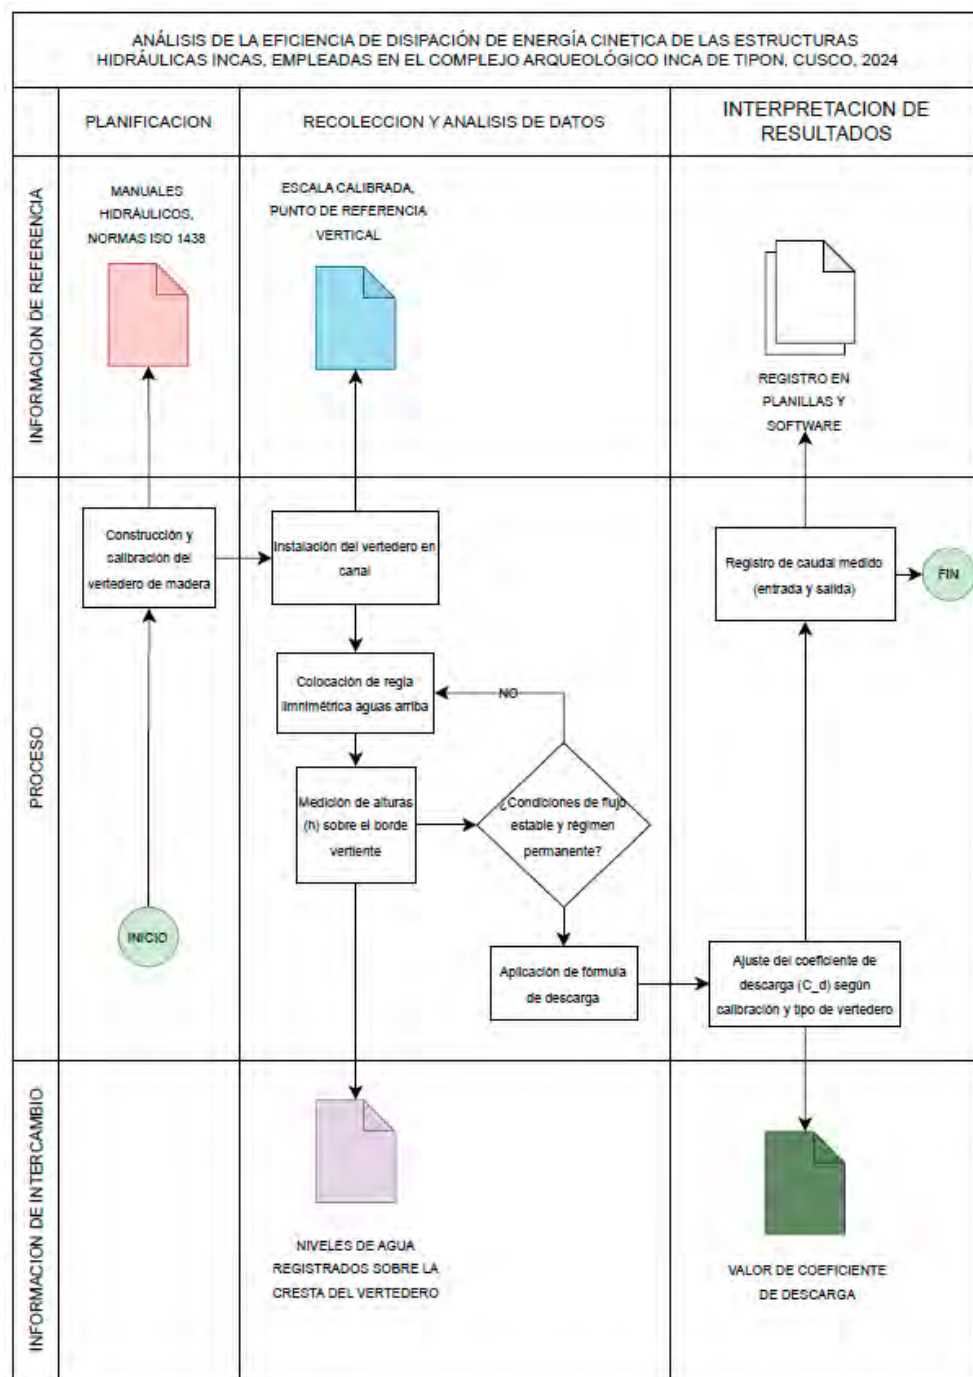 ANÁLISIS DE LA EFICIENCIA DE DISIPACIÓN DE ENERGÍA CINETICA DE LAS ESTRUCTURAS
HIDRÁULICAS INCAS, EMPLEADAS EN EL COMPLEJO ARQUEOLÓGICO INCA DE TIPON, CUSCO, 2024
PLANIFICACION
RECOLECCION Y ANALISIS DE DATOS
INTERPRETACION DE
RESULTADOS
INFORMACION DE REFERENCIA
MANUALES
HIDRÁULICOS,
NORMAS ISO 1438
ESCALA CALIBRADA,
PUNTO DE REFERENCIA
VERTICAL
REGISTRO EN
PLANILLAS Y
SOFTWARE
PROCESO
Construcción y
calibración del
vertedero de madera
Instalación del vertedero en
canal
Registro de caudal medido
(entrada y salida)
FIN
Colocación de regla
limnimétrica aguas arriba
NO
Medición de alturas
(h) sobre el borde
vertiente
¿Condiciones de flujo
estable y régimen
permanente?
INICIO
Aplicación de fórmula
de descarga
Ajuste del coeficiente de
descarga (C_d) según
calibración y tipo de vertedero
INFORMACION DE INTERCAMBIO
NIVELES DE AGUA
REGISTRADOS SOBRE LA
CRESTA DEL VERTEDERO
VALOR DE COEFICIENTE
DE DESCARGA